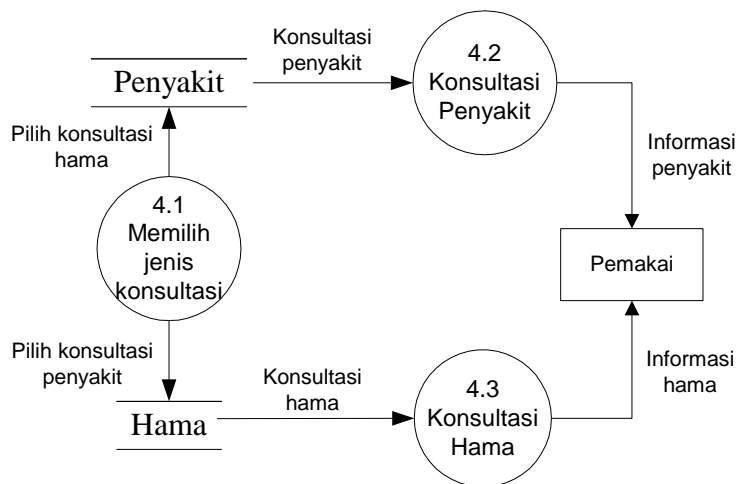 Konsultasi
penyakit
4.2
Konsultasi
Penyakit
Penyakit
Pilih konsultasi
hama
Informasi
penyakit
4.1
Memilih
jenis
konsultasi
Pemakai
Pilih konsultasi
penyakit
Konsultasi
hama
4.3
Konsultasi
Hama
Informasi
hama
Hama